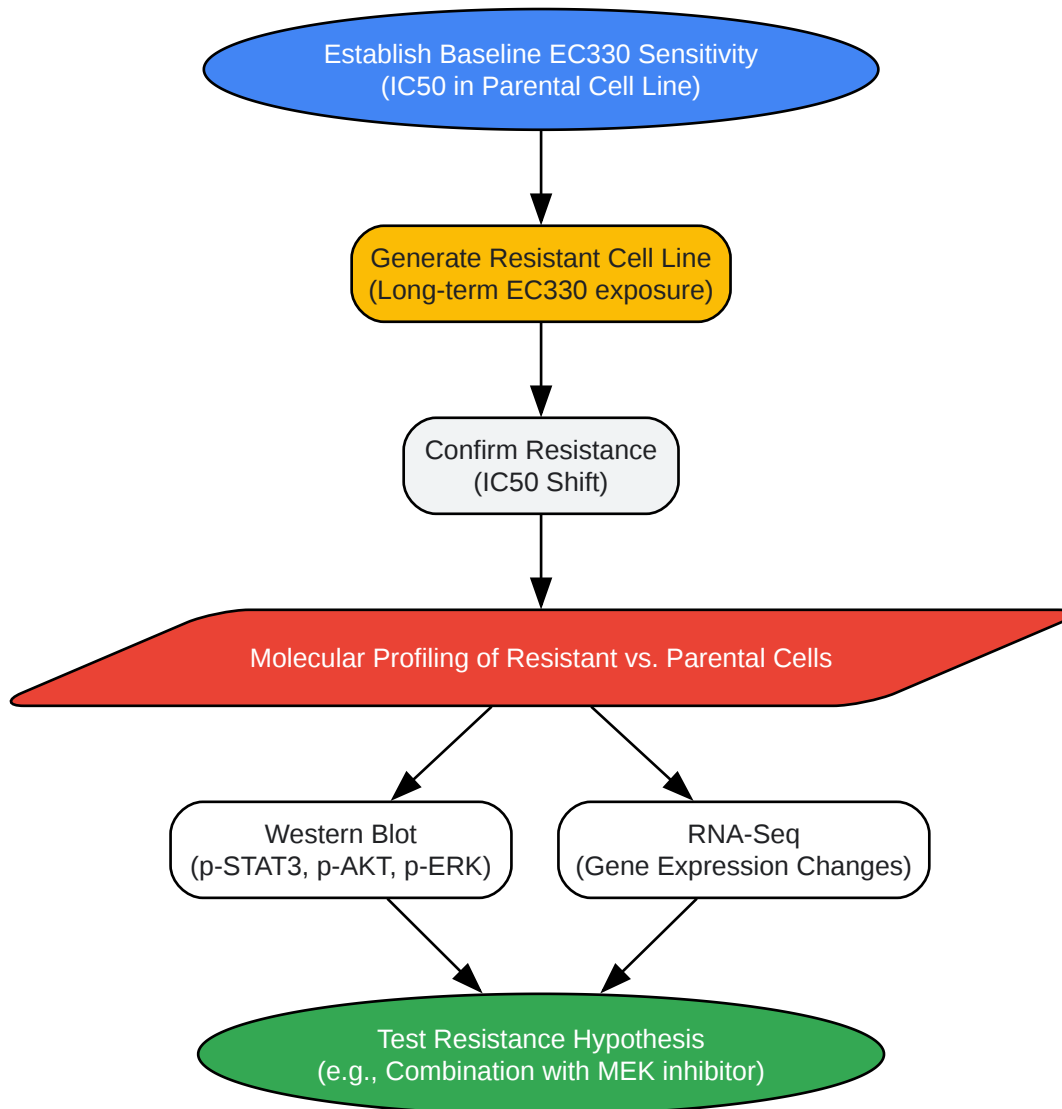 Establish Baseline EC330 Sensitivity
(IC50 in Parental Cell Line)
Generate Resistant Cell Line
(Long-term EC330 exposure)
Confirm Resistance
(IC50 Shift)
Molecular Profiling of Resistant vs. Parental Cells
Western Blot
(p-STAT3, p-AKT, p-ERK)
RNA-Seq
(Gene Expression Changes)
Test Resistance Hypothesis
(e.g., Combination with MEK inhibitor)